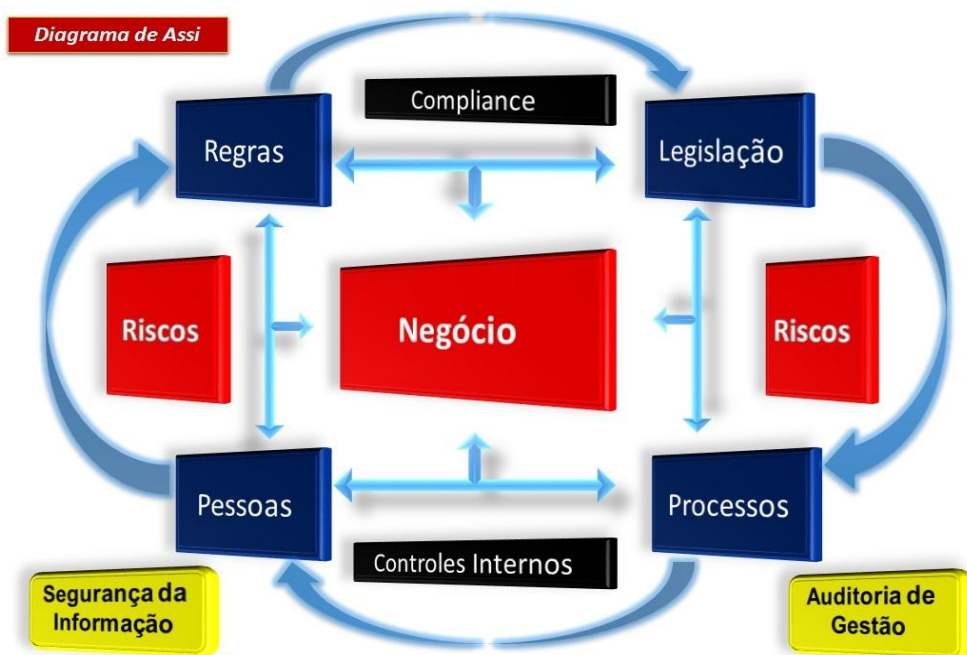 Diagrama de Assi
Compliance
Regras
Legislação
Riscos
Negócio
Riscos
Pessoas
Processos
Controles Internos
Segurança da
Informação
Auditoria de
Gestão